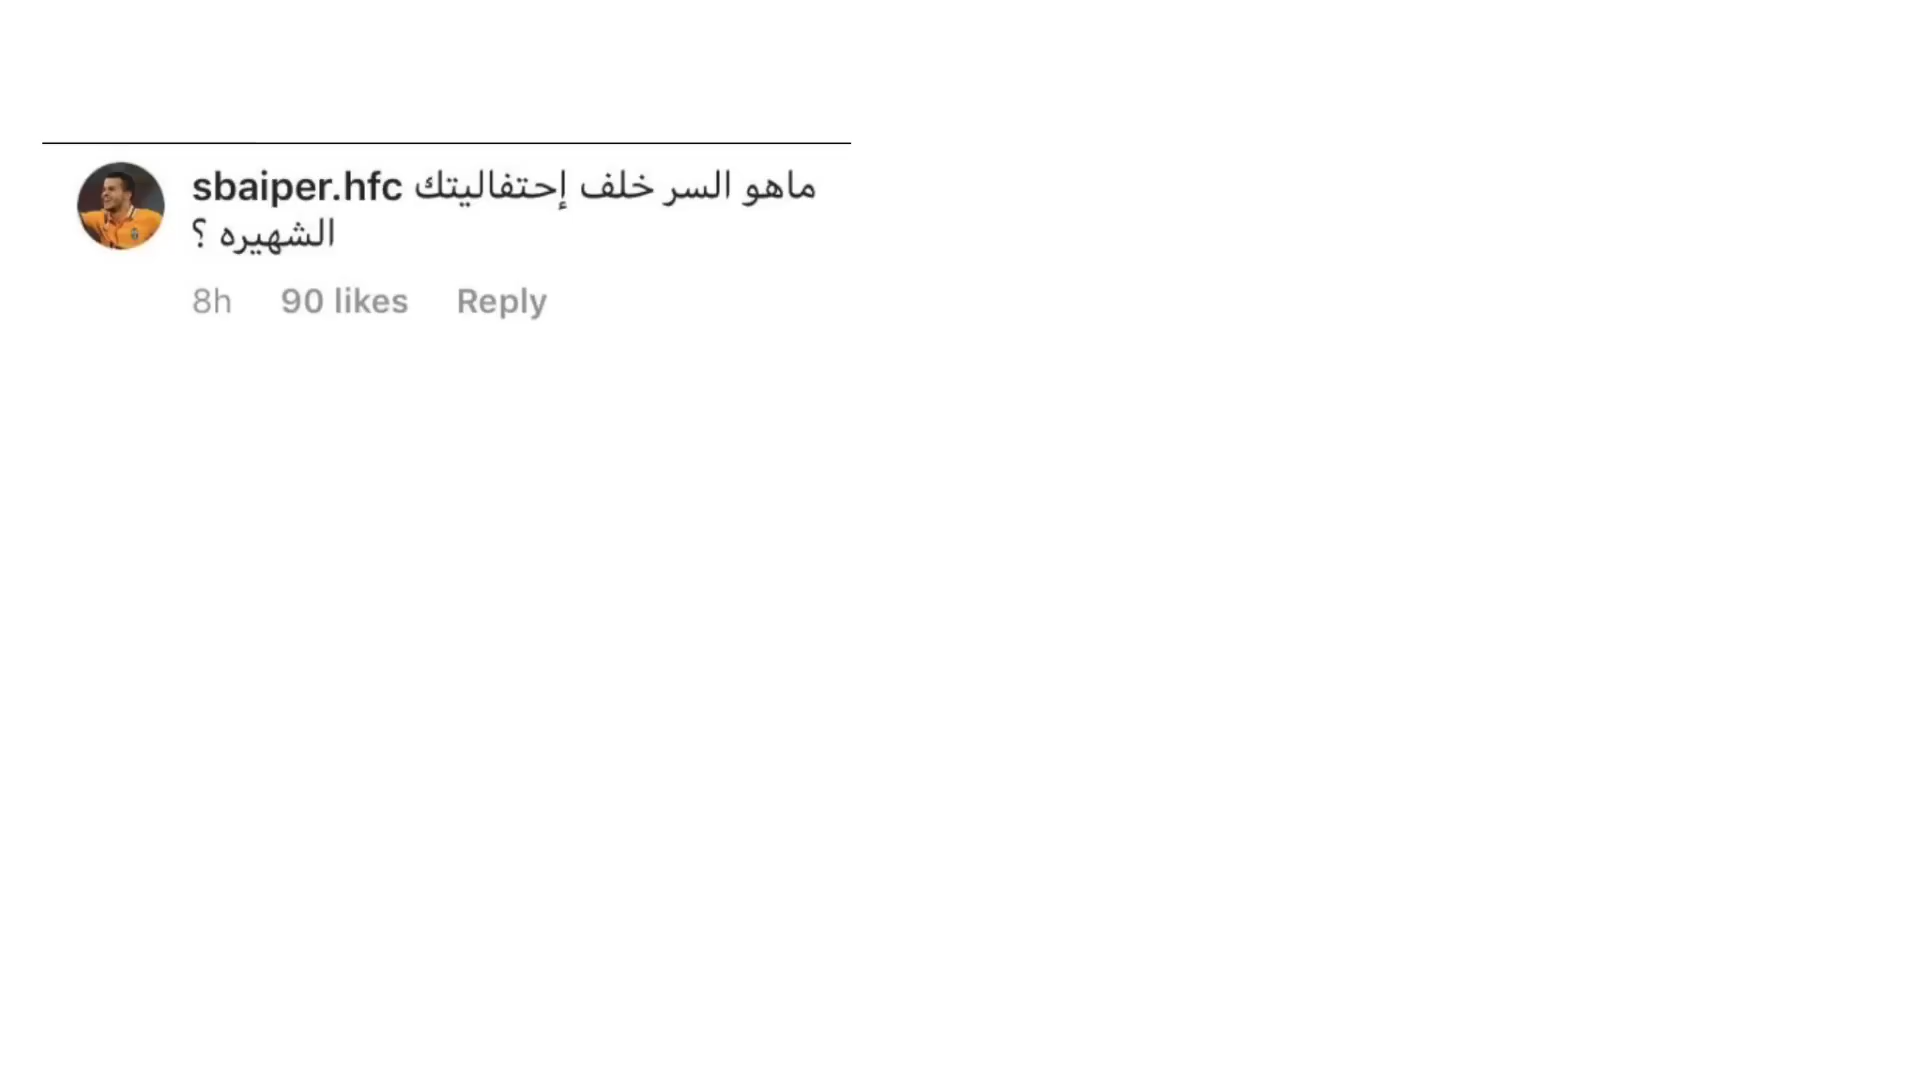 sbaiper.hfc ماهو السر خلف إحتفاليتك
الشهيره ؟
8h 90 likes Reply